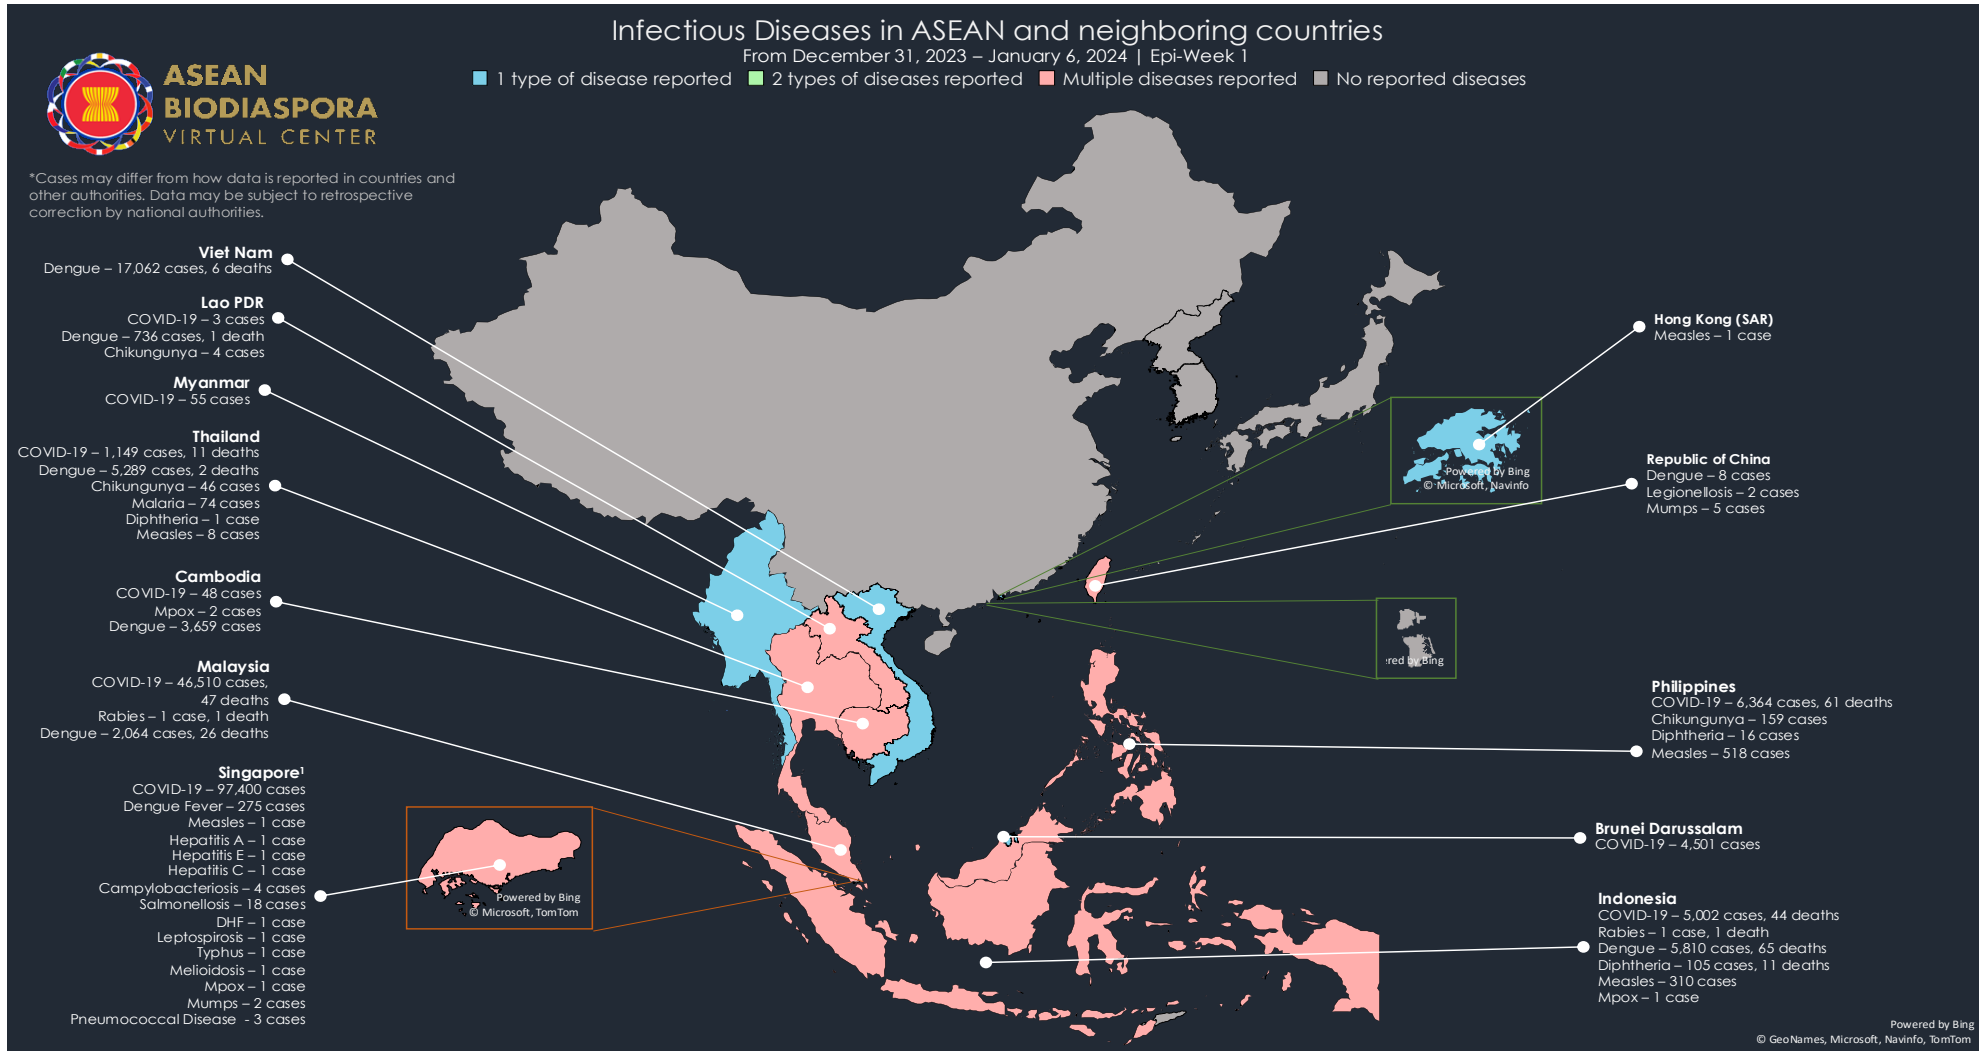 Infectious Diseases in ASEAN and neighboring countries
From December 31, 2023 – January 6, 2024 | Epi-Week 1
1 type of disease reported
2 types of diseases reported
Multiple diseases reported
No reported diseases
ASEAN
BIODIASPORA
VIRTUAL CENTER
*Cases may differ from how data is reported in countries and
other authorities. Data may be subject to retrospective
correction by national authorities.
Viet Nam
Dengue – 17,062 cases, 6 deaths
Lao PDR
COVID-19 – 3 cases
Dengue – 736 cases, 1 death
Chikungunya – 4 cases
Myanmar
COVID-19 – 55 cases
Thailand
COVID-19 – 1,149 cases, 11 deaths
Dengue – 5,289 cases, 2 deaths
Chikungunya – 46 cases
Malaria – 74 cases
Diphtheria – 1 case
Measles – 8 cases
Cambodia
COVID-19 – 48 cases
Mpox – 2 cases
Dengue – 3,659 cases
Malaysia
COVID-19 – 46,510 cases,
47 deaths
Rabies – 1 case, 1 death
Dengue – 2,064 cases, 26 deaths
Singapore¹
COVID-19 – 97,400 cases
Dengue Fever – 275 cases
Measles – 1 case
Hepatitis A – 1 case
Hepatitis E – 1 case
Hepatitis C – 1 case
Campylobacteriosis – 4 cases
Salmonellosis – 18 cases
DHF – 1 case
Leptospirosis – 1 case
Typhus – 1 case
Melioidosis – 1 case
Mpox – 1 case
Mumps – 2 cases
Pneumococcal Disease - 3 cases
Powered by Bing
© Microsoft, TomTom
Hong Kong (SAR)
Measles – 1 case
Powered by Bing
© Microsoft, Navinfo
Republic of China
Dengue – 8 cases
Legionellosis – 2 cases
Mumps – 5 cases
red by Bing
Philippines
COVID-19 – 6,364 cases, 61 deaths
Chikungunya – 159 cases
Diphtheria – 16 cases
Measles – 518 cases
Brunei Darussalam
COVID-19 – 4,501 cases
Indonesia
COVID-19 – 5,002 cases, 44 deaths
Rabies – 1 case, 1 death
Dengue – 5,810 cases, 65 deaths
Diphtheria – 105 cases, 11 deaths
Measles – 310 cases
Mpox – 1 case
Powered by Bing
© GeoNames, Microsoft, Navinfo, TomTom